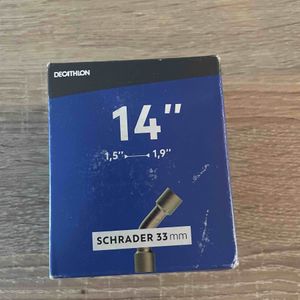 DECATHLON
14"
1,5" 1,9"
SCHRADER 33mm